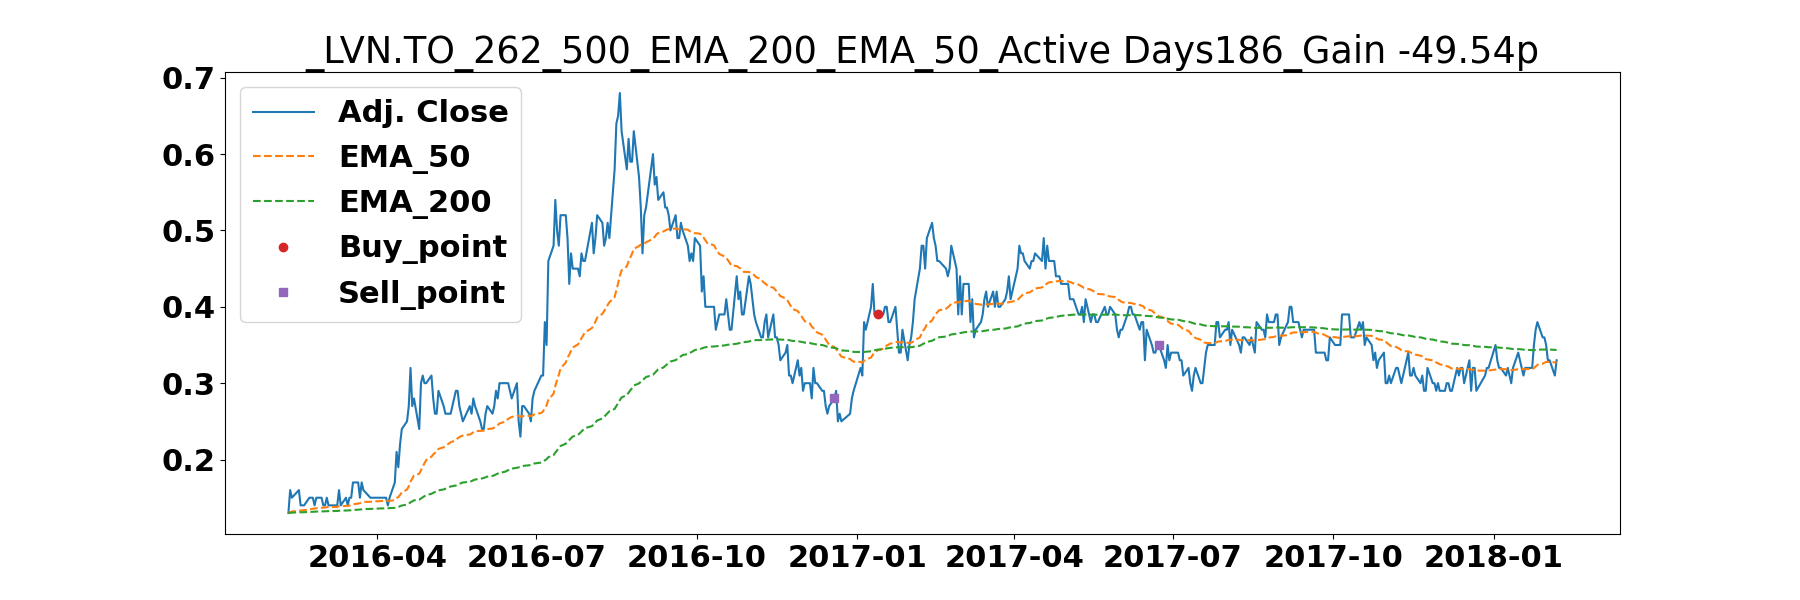 _LVN.TO_262_500_EMA_200_EMA_50_Active Days186_Gain -49.54p
0.7
0.6
0.5
0.4
0.3
0.2
Adj. Close
EMA_50
EMA_200
Buy_point
Sell_point
2016-04 2016-07 2016-10 2017-01 2017-04 2017-07 2017-10 2018-01